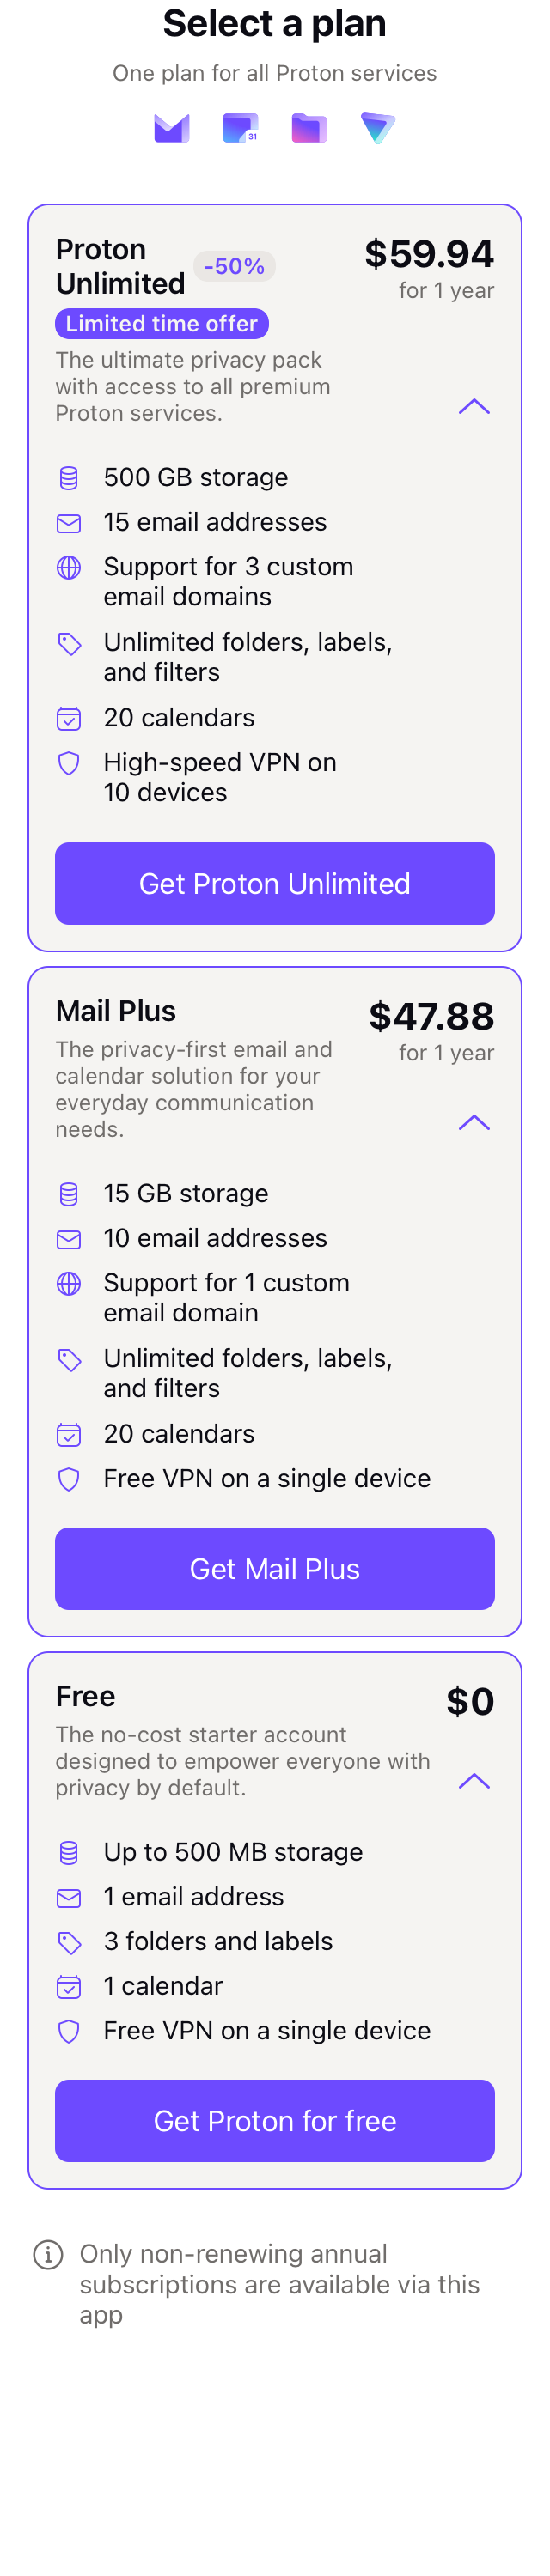 Select a plan
One plan for all Proton services
31
Proton
Unlimited
-50%
$59.94
for 1 year
Limited time offer
The ultimate privacy pack
with access to all premium
Proton services.
500 GB storage
15 email addresses
Support for 3 custom
email domains
Unlimited folders, labels,
and filters
20 calendars
High-speed VPN on
10 devices
Get Proton Unlimited
Mail Plus
$47.88
for 1 year
The privacy-first email and
calendar solution for your
everyday communication
needs.
15 GB storage
10 email addresses
Support for 1 custom
email domain
Unlimited folders, labels,
and filters
20 calendars
Free VPN on a single device
Get Mail Plus
Free
$0
The no-cost starter account
designed to empower everyone with
privacy by default.
Up to 500 MB storage
1 email address
3 folders and labels
1 calendar
Free VPN on a single device
Get Proton for free
Only non-renewing annual
subscriptions are available via this
app